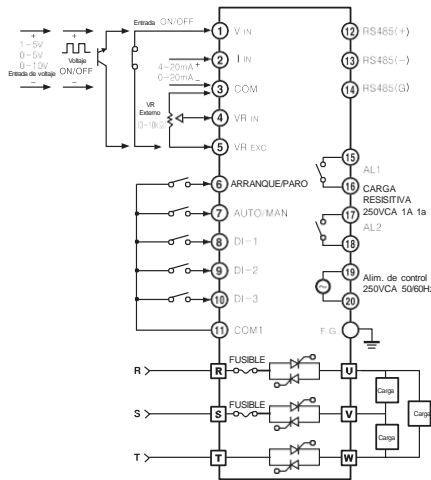 Entrada ON/OFF
1-5V
0-5V
0-10V
Entrada de voltaje
Voltaje
ON/OFF
4-20mA
0-20mA
VR
Externo
(3-10kΩ)
1 V IN
2 I IN
3 COM
4 VR IN
5 VR EXC
6 ARRANQUE/PARO
7 AUTO/MAN
8 DI-1
9 DI-2
10 DI-3
11 COM1
12 RS485(+)
13 RS485(-)
14 RS485(G)
15
AL1
16 CARGA
RESISITIVA
17 250VCA 1A 1a
AL2
18
19
Alim. de control
20 250VCA 50/60Hz
F.G
R R FUSIBLE U
S S FUSIBLE V
T T W
Carga
Carga
Carga